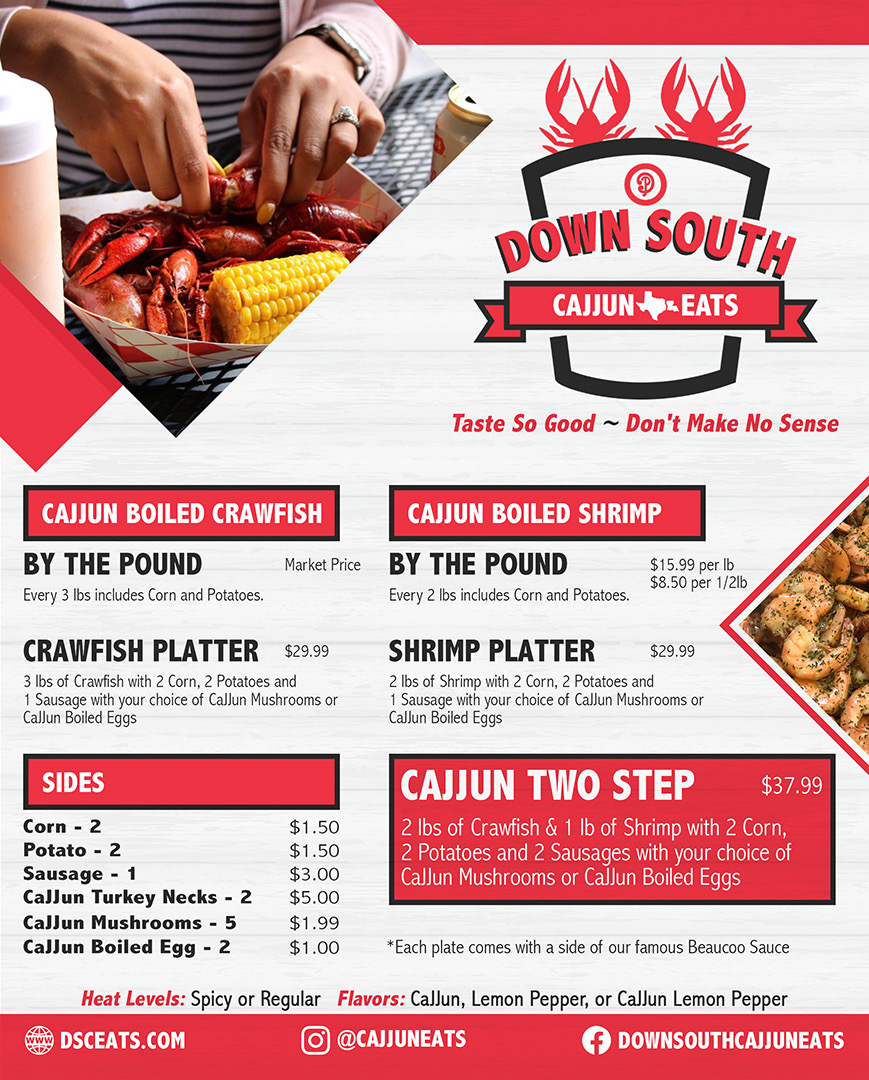 DOWN SOUTH
CAJJUN EATS
Taste So Good ~ Don't Make No Sense
CAJJUN BOILED CRAWFISH
BY THE POUND Market Price
Every 3 lbs includes Corn and Potatoes.
CRAWFISH PLATTER $29.99
3 lbs of Crawfish with 2 Corn, 2 Potatoes and
1 Sausage with your choice of CaJJun Mushrooms or
CaJJun Boiled Eggs
CAJJUN BOILED SHRIMP
BY THE POUND $15.99 per lb
$8.50 per 1/2lb
Every 2 lbs includes Corn and Potatoes.
SHRIMP PLATTER $29.99
2 lbs of Shrimp with 2 Corn, 2 Potatoes and
1 Sausage with your choice of CaJJun Mushrooms or
CaJJun Boiled Eggs
SIDES
Corn - 2 $1.50
Potato - 2 $1.50
Sausage - 1 $3.00
CaJJun Turkey Necks - 2 $5.00
CaJJun Mushrooms - 5 $1.99
CaJJun Boiled Egg - 2 $1.00
CAJJUN TWO STEP $37.99
2 lbs of Crawfish & 1 lb of Shrimp with 2 Corn,
2 Potatoes and 2 Sausages with your choice of
CaJJun Mushrooms or CaJJun Boiled Eggs
*Each plate comes with a side of our famous Beaucoo Sauce
Heat Levels: Spicy or Regular Flavors: CaJJun, Lemon Pepper, or CaJJun Lemon Pepper
www DSCEATS.COM @CAJJUNEATS DOWNSOUTHCAJJUNEATS